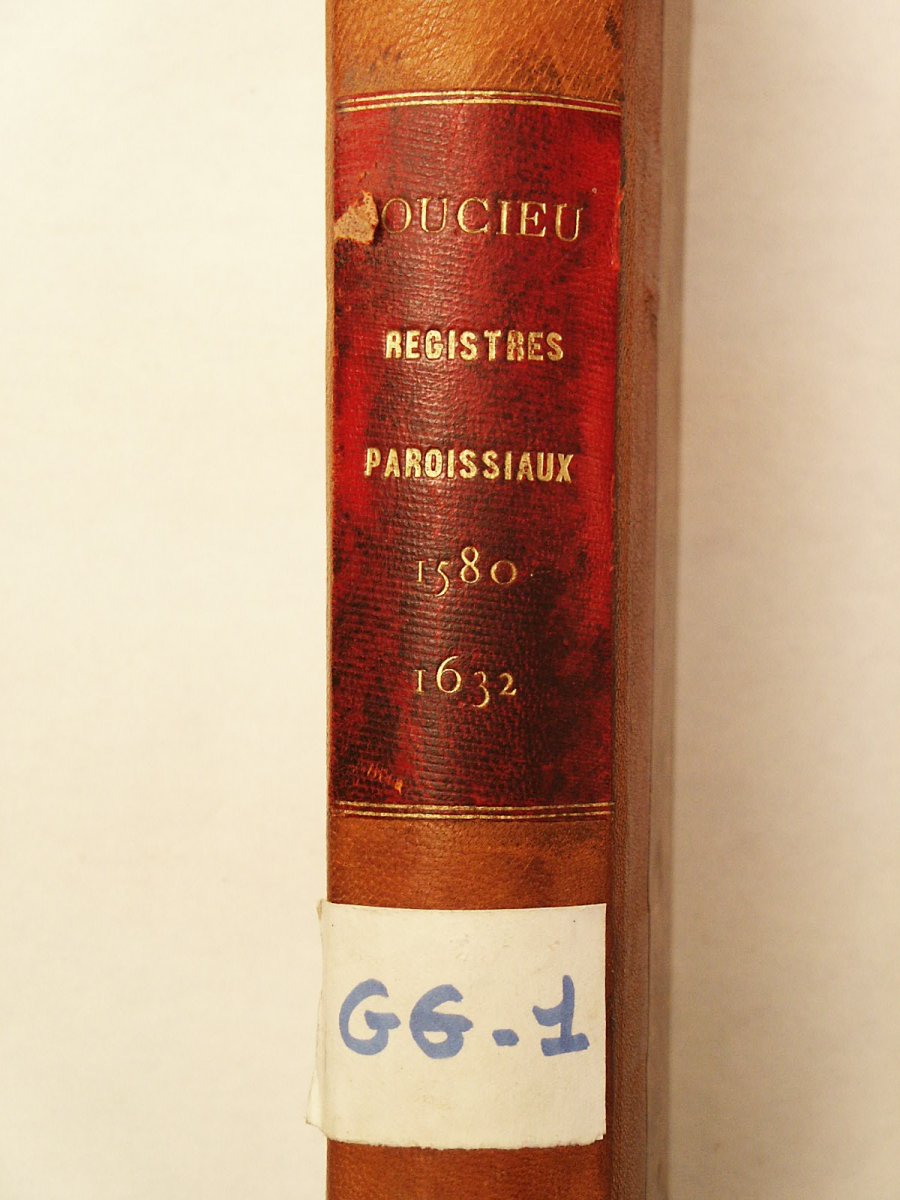 OUCIEU
REGISTRES
PAROISSIAUX
1580
1632
GG-1